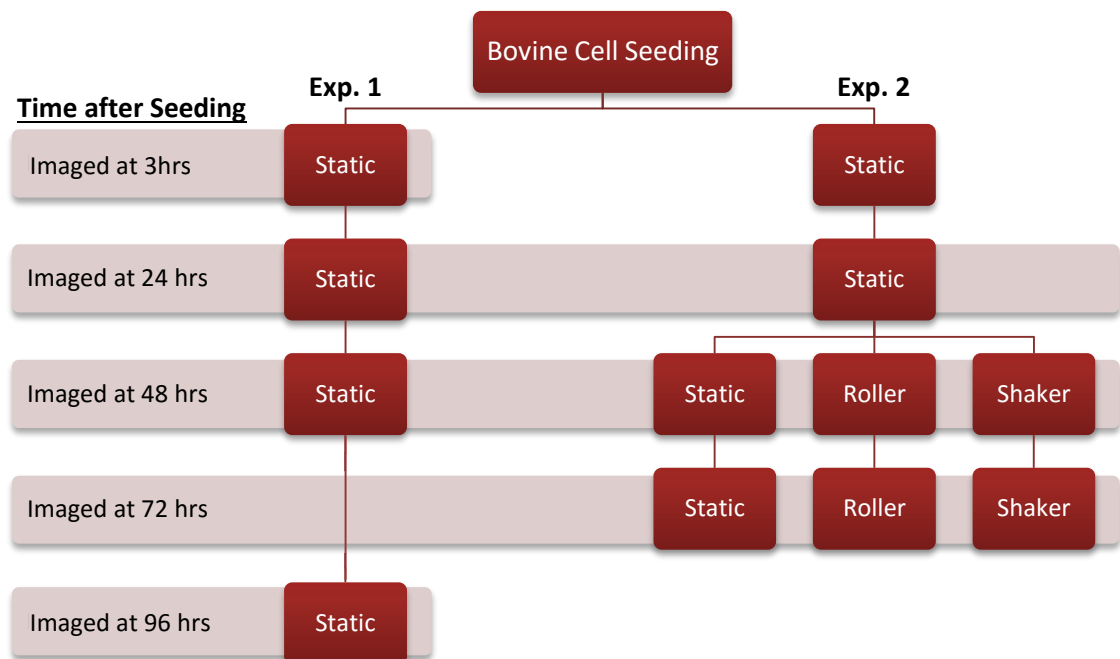 Bovine Cell Seeding
Exp. 1
Exp. 2
Time after Seeding
Imaged at 3hrs
Static
Static
Imaged at 24 hrs
Static
Static
Imaged at 48 hrs
Static
Static
Roller
Shaker
Imaged at 72 hrs
Static
Roller
Shaker
Imaged at 96 hrs
Static